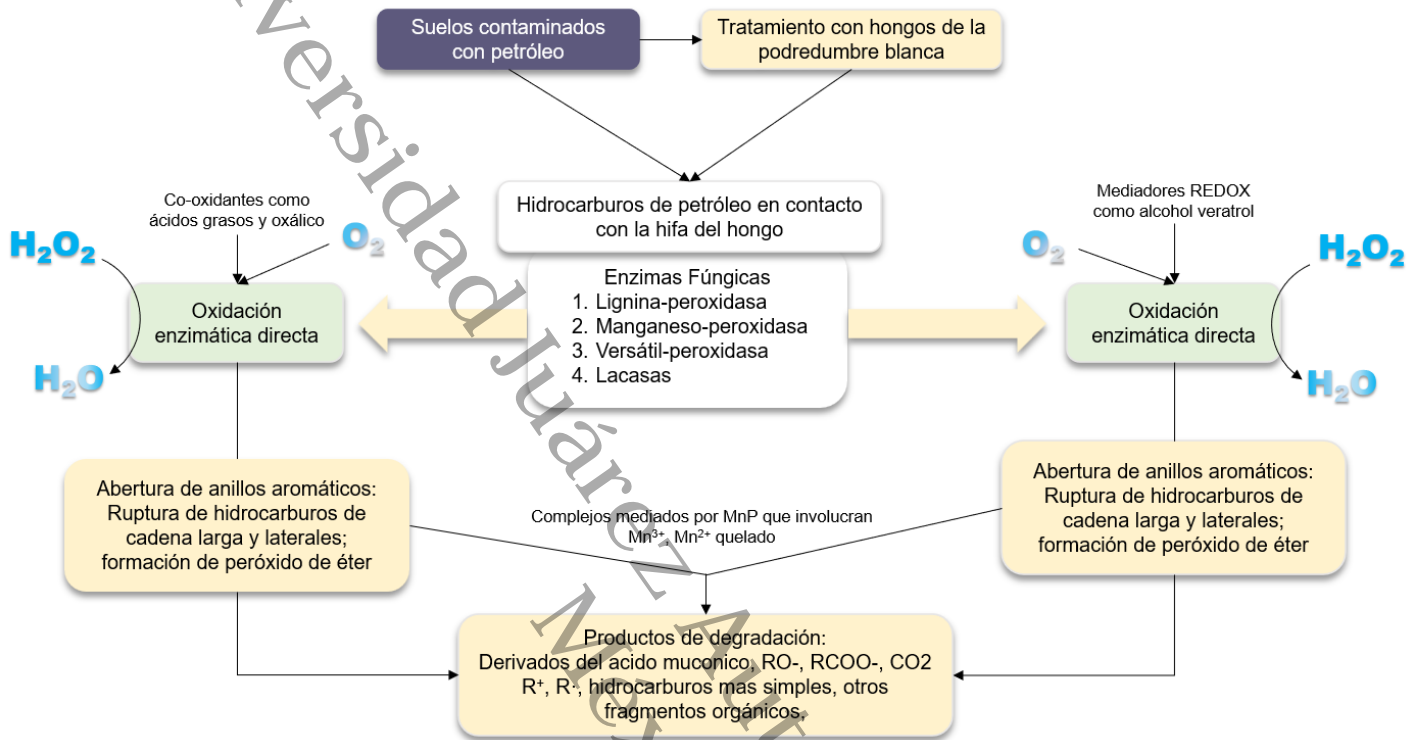 Suelos contaminados
con petróleo
Tratamiento con hongos de la
podredumbre blanca
Hidrocarburos de petróleo en contacto
con la hifa del hongo
Co-oxidantes como
ácidos grasos y oxálico
H₂O₂
O₂
Oxidación
enzimática directa
H₂O
Enzimas Fúngicas
1. Lignina-peroxidasa
2. Manganeso-peroxidasa
3. Versátil-peroxidasa
4. Lacasas
Mediadores REDOX
como alcohol veratrol
O₂
H₂O₂
Oxidación
enzimática directa
H₂O
Abertura de anillos aromáticos:
Ruptura de hidrocarburos de
cadena larga y laterales;
formación de peróxido de éter
Complejos mediados por MnP que involucran
Mn³⁺, Mn²⁺ quelado
Abertura de anillos aromáticos:
Ruptura de hidrocarburos de
cadena larga y laterales;
formación de peróxido de éter
Productos de degradación:
Derivados del acido muconico, RO-, RCOO-, CO2
R⁺, R·, hidrocarburos mas simples, otros
fragmentos orgánicos,
versidad Juárez Aut
Méx